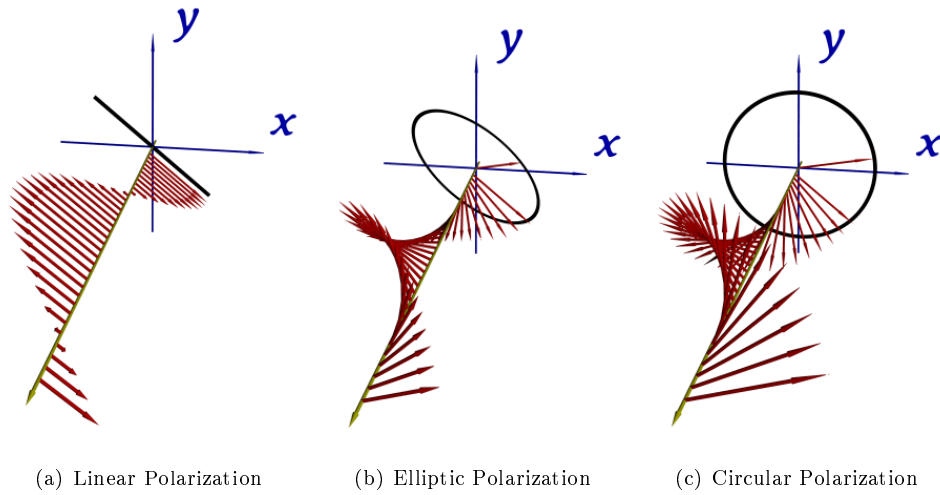 y
x
y
x
y
x
(a) Linear Polarization
(b) Elliptic Polarization
(c) Circular Polarization